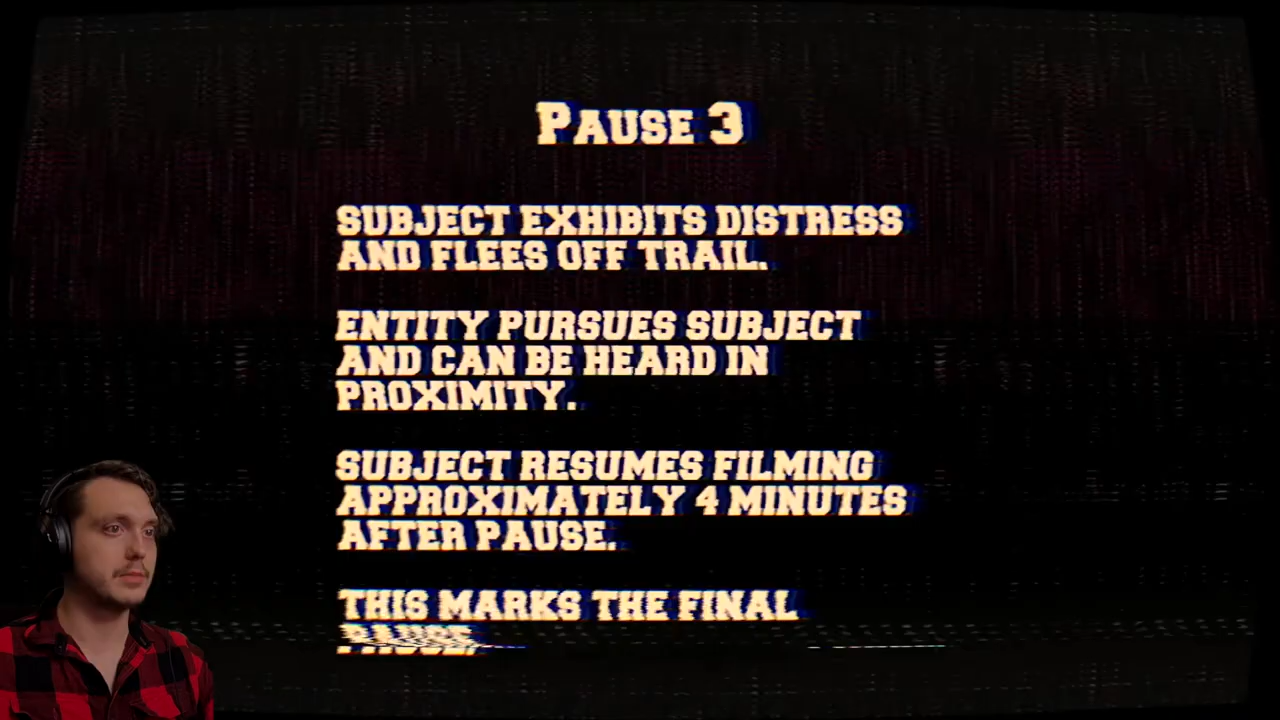 PAUSE 3
SUBJECT EXHIBITS DISTRESS
AND FLEES OFF TRAIL.
ENTITY PURSUES SUBJECT
AND CAN BE HEARD IN
PROXIMITY.
SUBJECT RESUMES FILMING
APPROXIMATELY 4 MINUTES
AFTER PAUSE.
THIS MARKS THE FINAL
PAUSE.